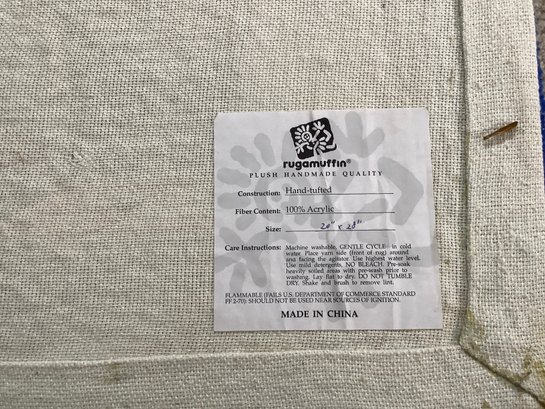 rugamuffin®
PLUSH HANDMADE QUALITY
Construction: Hand-tufted
Fiber Content: 100% Acrylic
Size: 20" x 28"
Care Instructions: Machine washable, GENTLE CYCLE in cold
water. Place yarn side (front of rug) around
and facing the agitator. Use highest water level.
Use mild detergents, NO BLEACH. Pre-soak
heavily soiled areas with pre-wash prior to
washing. Lay flat to dry. DO NOT TUMBLE
DRY. Shake and brush to remove lint.
FLAMMABLE (FAILS U.S. DEPARTMENT OF COMMERCE STANDARD
FF 2-70): SHOULD NOT BE USED NEAR SOURCES OF IGNITION.
MADE IN CHINA